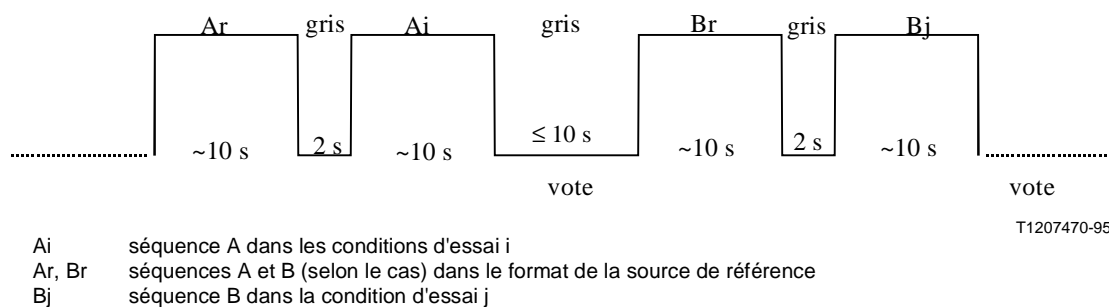 Ar gris Ai gris Br gris Bj
~10 s 2 s ~10 s ≤ 10 s ~10 s 2 s ~10 s
vote vote
T1207470-95
Ai séquence A dans les conditions d'essai i
Ar, Br séquences A et B (selon le cas) dans le format de la source de référence
Bj séquence B dans la condition d'essai j